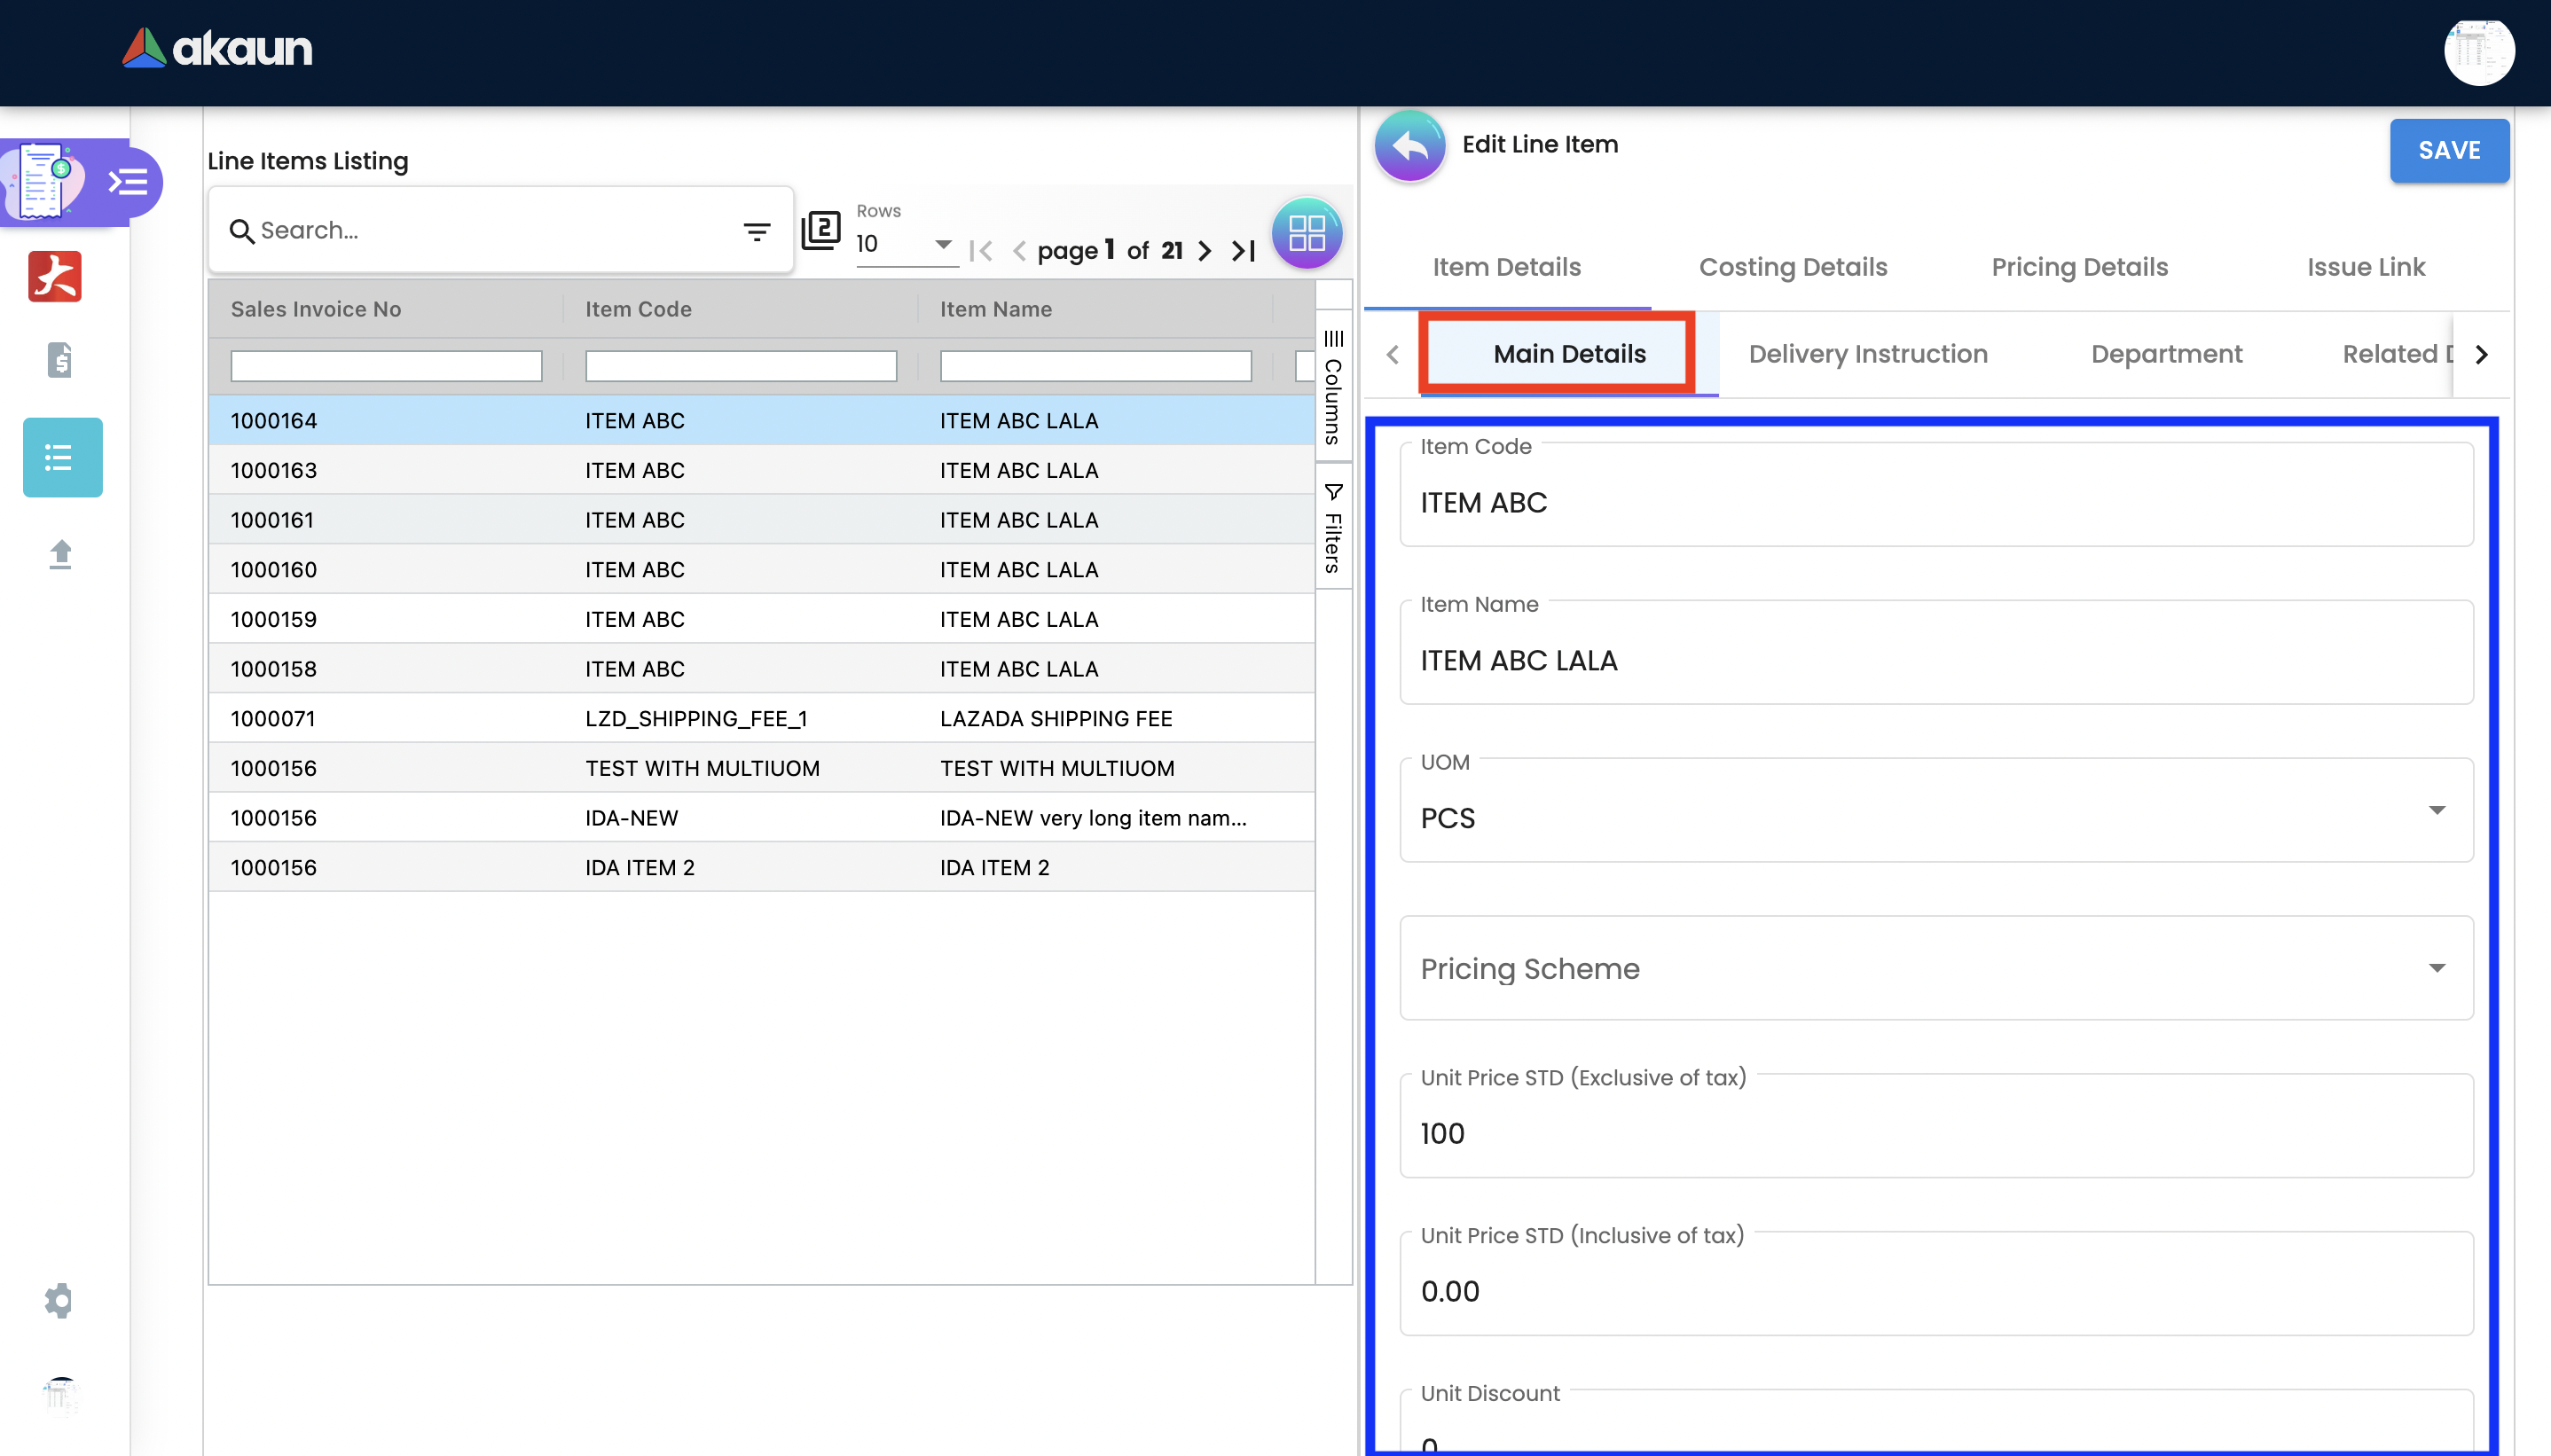 akaun
Line Items Listing
Search...
2
Rows
10
page 1 of 21
Sales Invoice No Item Code Item Name
1000164 ITEM ABC ITEM ABC LALA
1000163 ITEM ABC ITEM ABC LALA
1000161 ITEM ABC ITEM ABC LALA
1000160 ITEM ABC ITEM ABC LALA
1000159 ITEM ABC ITEM ABC LALA
1000158 ITEM ABC ITEM ABC LALA
1000071 LZD_SHIPPING_FEE_1 LAZADA SHIPPING FEE
1000156 TEST WITH MULTIUOM TEST WITH MULTIUOM
1000156 IDA-NEW IDA-NEW very long item nam...
1000156 IDA ITEM 2 IDA ITEM 2
Columns
Filters
Edit Line Item
SAVE
Item Details Costing Details Pricing Details Issue Link
Main Details Delivery Instruction Department Related
Item Code
ITEM ABC
Item Name
ITEM ABC LALA
UOM
PCS
Pricing Scheme
Unit Price STD (Exclusive of tax)
100
Unit Price STD (Inclusive of tax)
0.00
Unit Discount
0